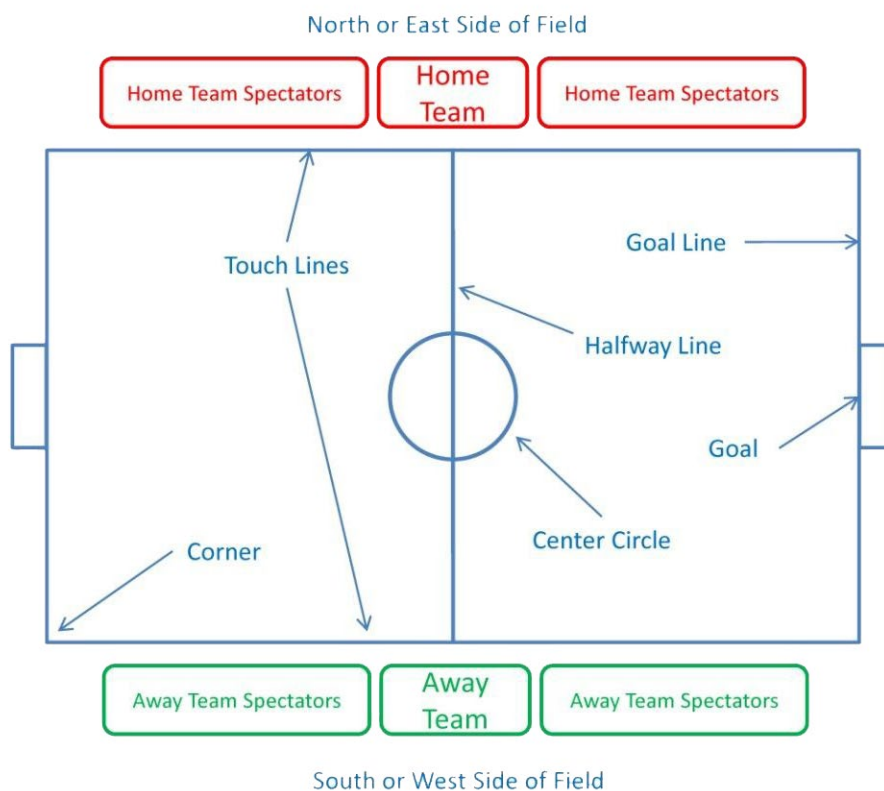 North or East Side of Field
Home Team Spectators
Home
Team
Home Team Spectators
Goal Line
Touch Lines
Halfway Line
Goal
Center Circle
Corner
Away Team Spectators
Away
Team
Away Team Spectators
South or West Side of Field